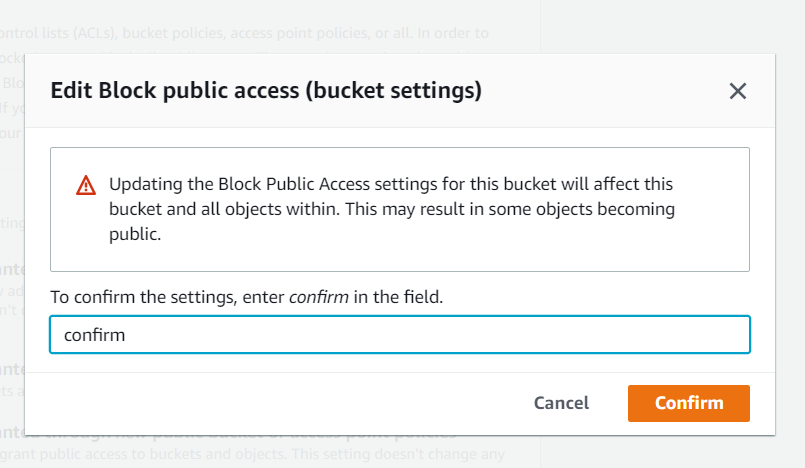 ontrol lists (ACLs), bucket policies, access point policies, or all. In order to
Edit Block public access (bucket settings)
Updating the Block Public Access settings for this bucket will affect this
bucket and all objects within. This may result in some objects becoming
public.
To confirm the settings, enter confirm in the field.
confirm
Cancel
Confirm
grant public access to buckets and objects. This setting doesn't change any